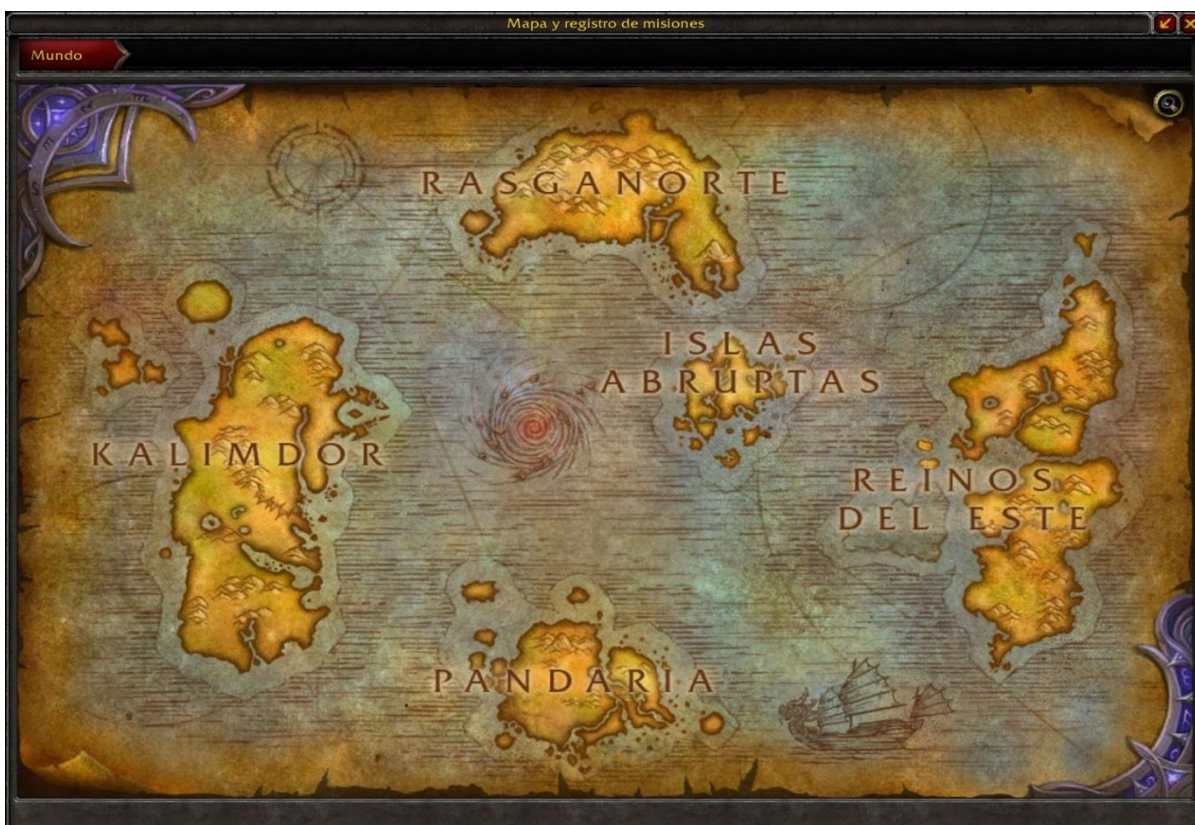 Mapa y registro de misiones
Mundo
RASGANORTE
ISLAS
ABRUPTAS
KALIMDOR
REINOS
DEL ESTE
PANDARIA